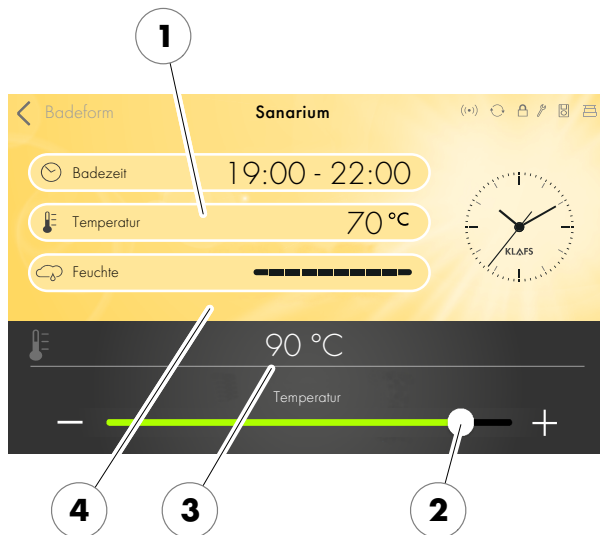 1
Badeform
Sanarium
Badezeit 19:00 - 22:00
Temperatur 70 °C
Feuchte
KLAFS
90 °C
Temperatur
− +
4
3
2